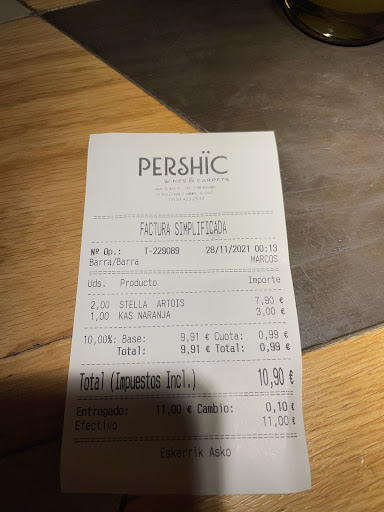 PERSHÏC
WINES & CARPETS
FACTURA SIMPLIFICADA
Nº Op.: T-229089 28/11/2021 00:13
Barra/Barra MARCOS
Uds. Producto Importe
2,00 STELLA ARTOIS 7,90 €
1,00 KAS NARANJA 3,00 €
10,00%: Base: 9,91 € Cuota: 0,99 €
Total: 9,91 € Total: 0,99 €
Total (Impuestos Incl.) 10,90 €
Entregado: 11,00 € Cambio: 0,10 €
Efectivo 11,00 €
Eskerrik Asko